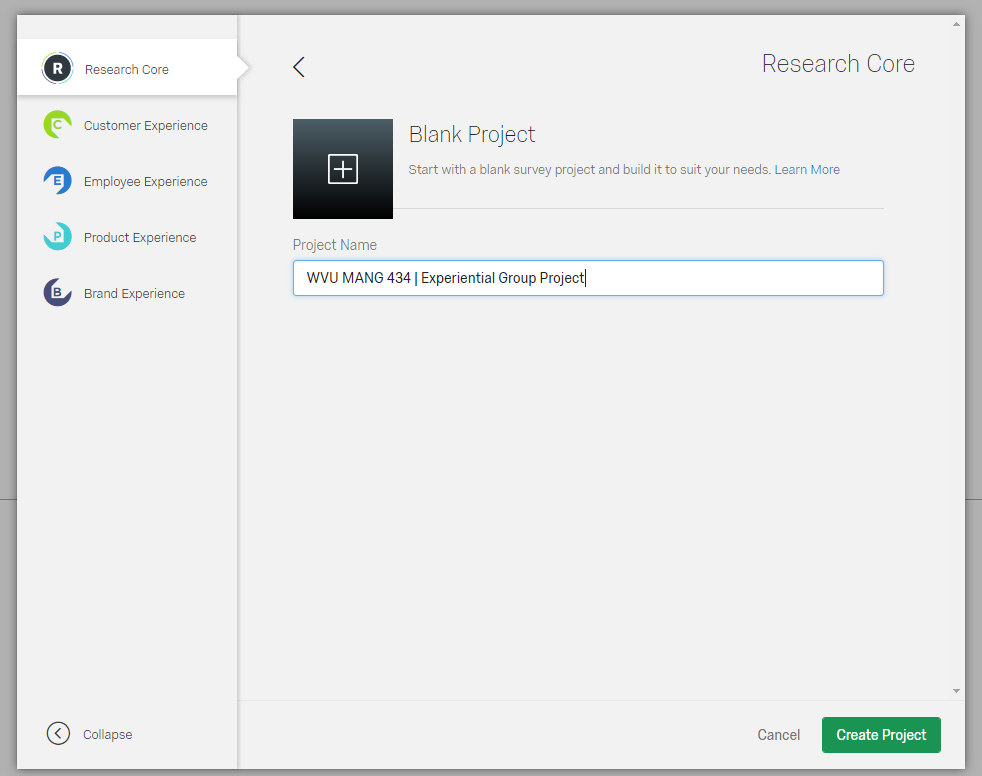 R Research Core
C Customer Experience
E Employee Experience
P Product Experience
B Brand Experience
Collapse
Research Core
Blank Project
Start with a blank survey project and build it to suit your needs. Learn More
Project Name
WVU MANG 434 | Experiential Group Project
Cancel Create Project